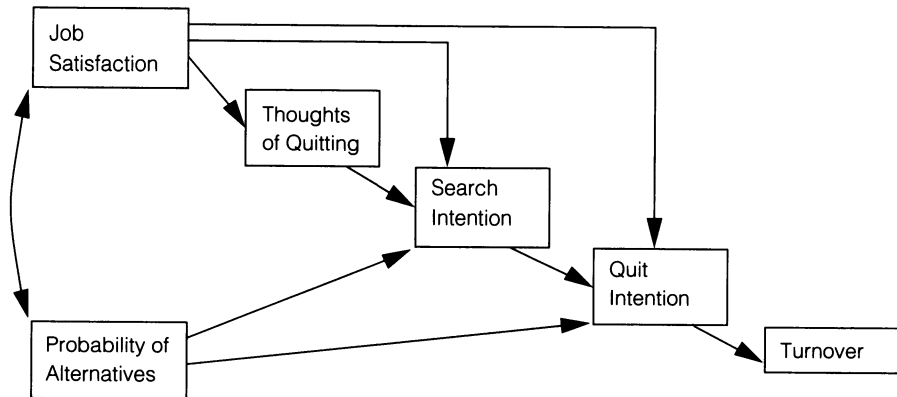 Job
Satisfaction
Thoughts
of Quitting
Search
Intention
Quit
Intention
Probability of
Alternatives
Turnover